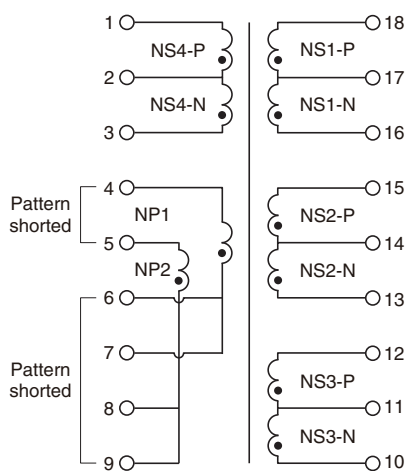 1
NS4-P
2
NS4-N
3
4
NP1
Pattern
shorted
5
NP2
6
7
Pattern
shorted
8
9
18
NS1-P
17
NS1-N
16
15
NS2-P
14
NS2-N
13
12
NS3-P
11
NS3-N
10